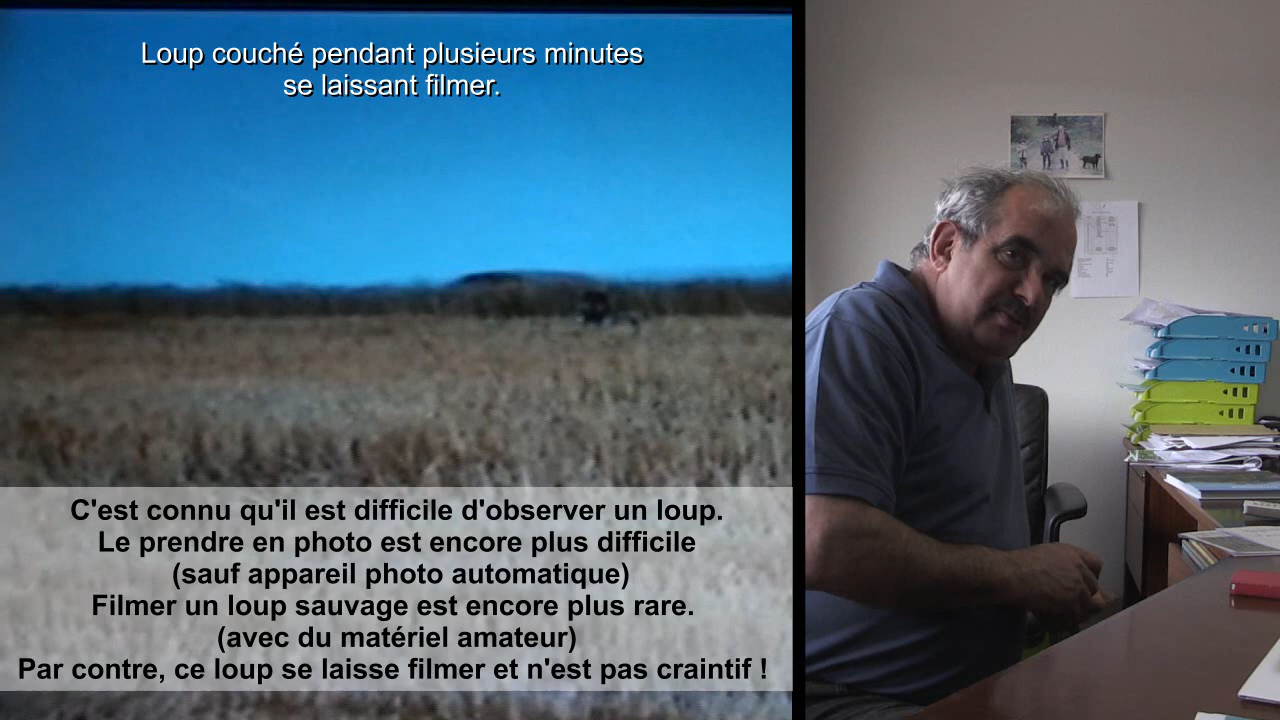 Loup couché pendant plusieurs minutes
se laissant filmer.
C'est connu qu'il est difficile d'observer un loup.
Le prendre en photo est encore plus difficile
(sauf appareil photo automatique)
Filmer un loup sauvage est encore plus rare.
(avec du matériel amateur)
Par contre, ce loup se laisse filmer et n'est pas craintif !